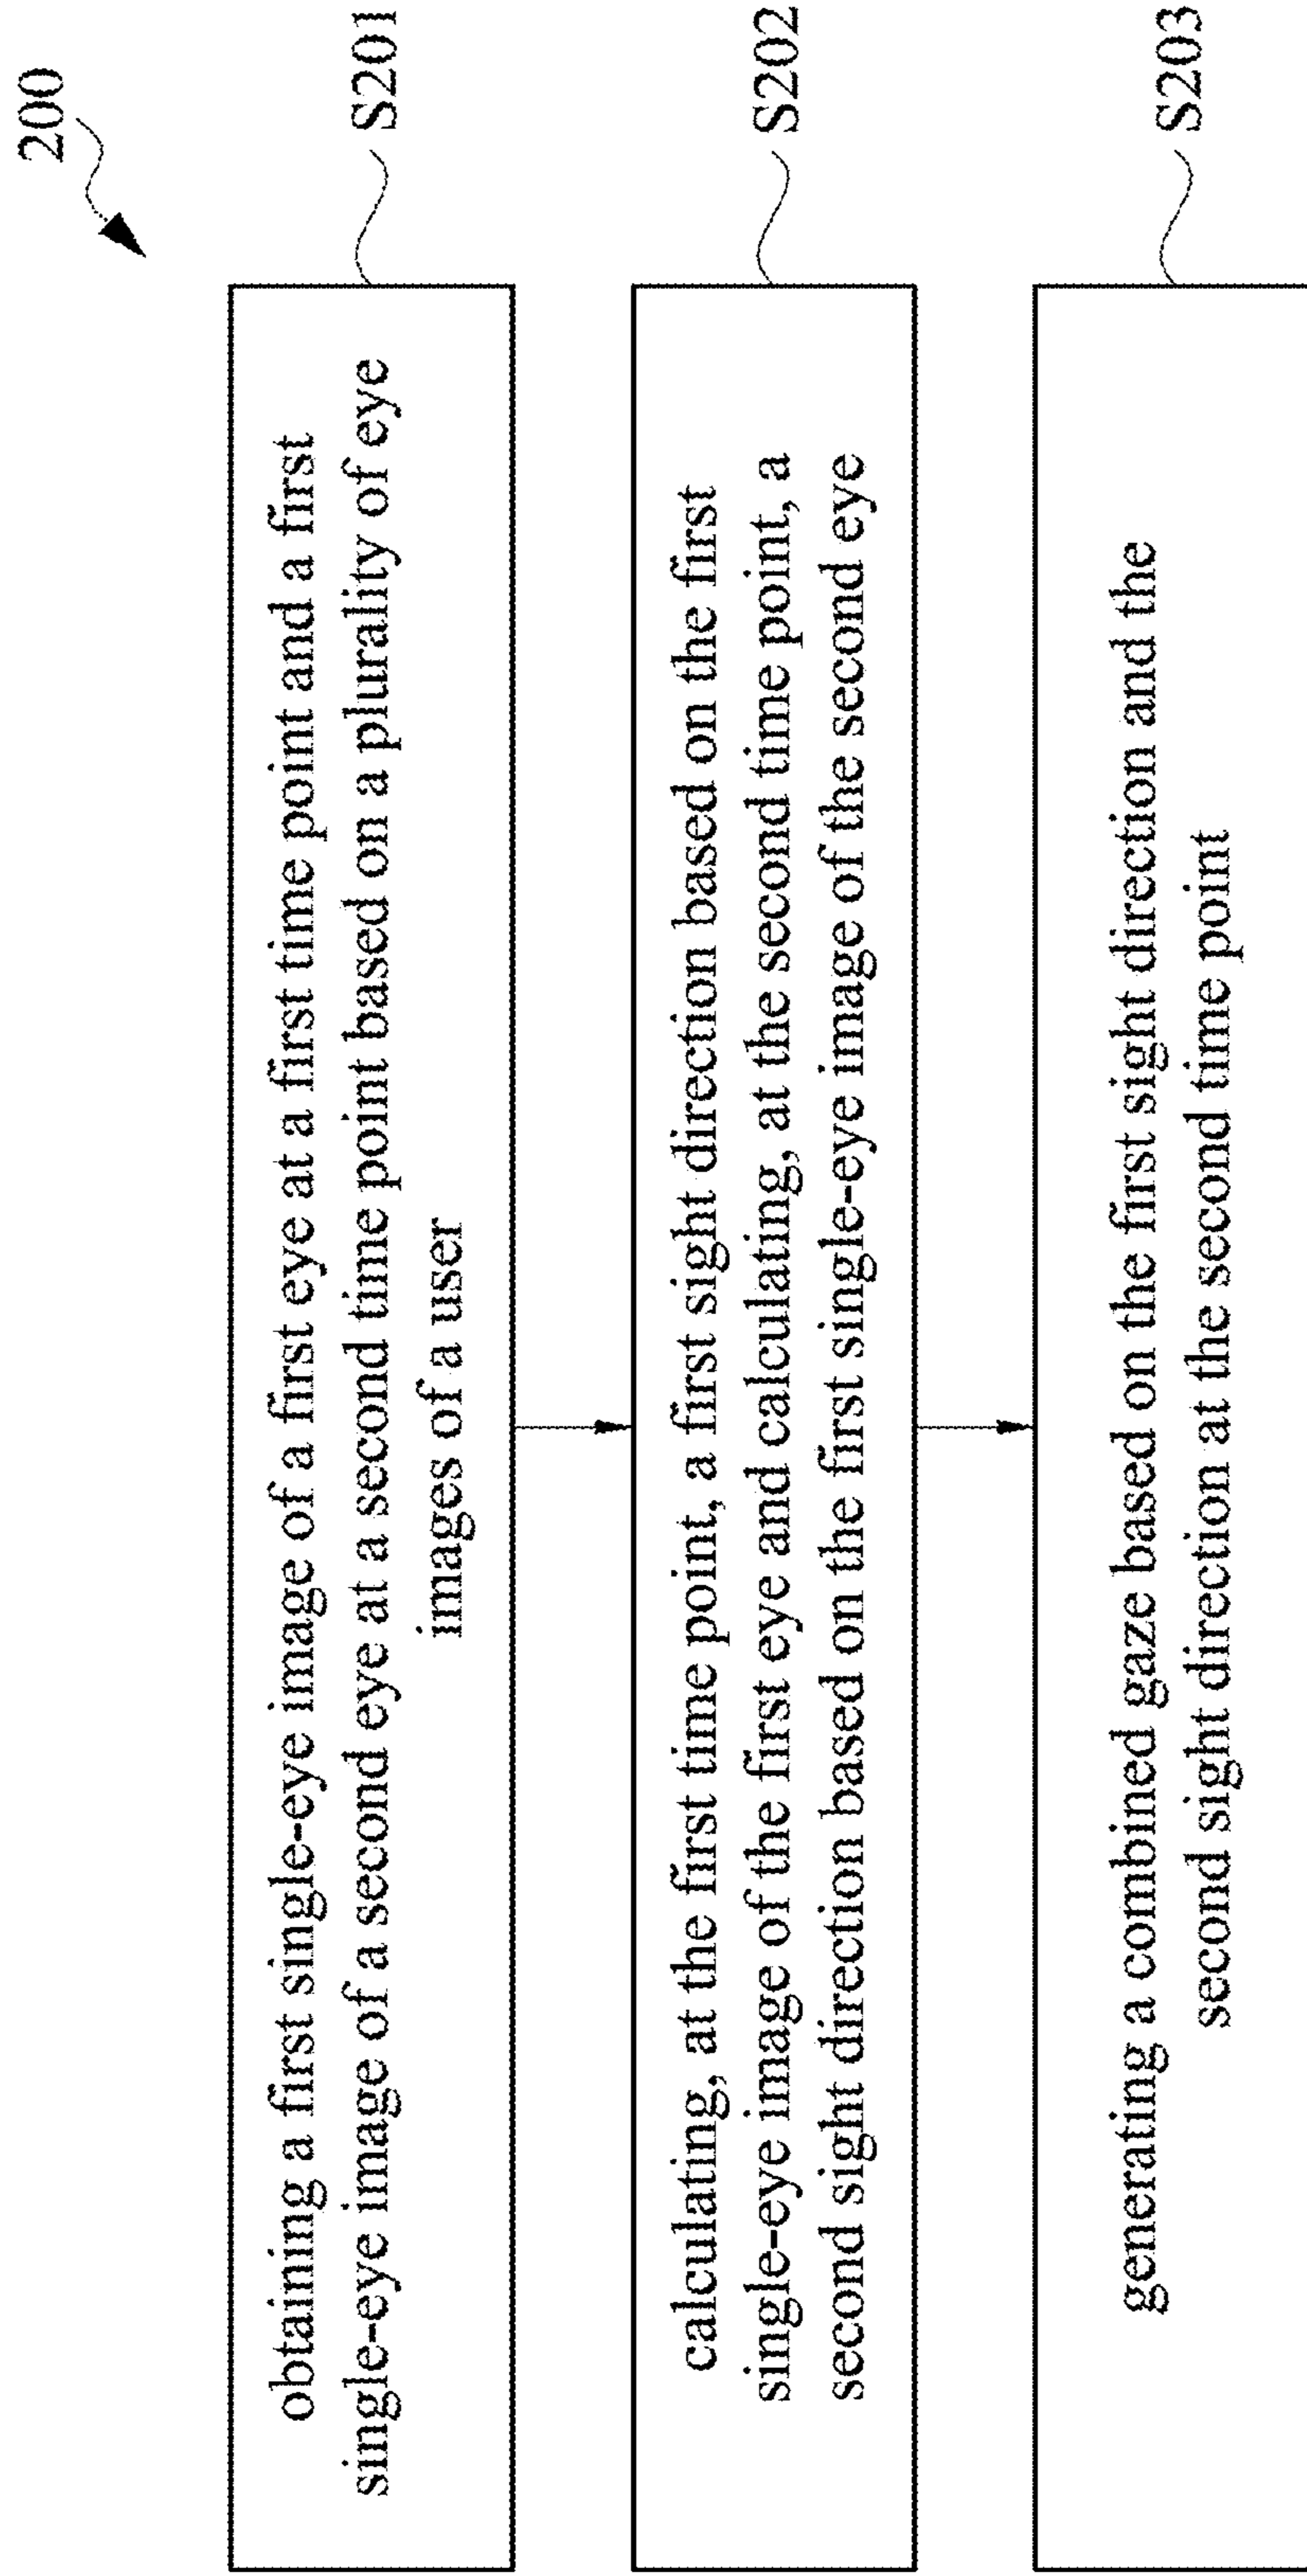 200
obtaining a first single-eye image of a first eye at a first time point and a first
single-eye image of a second eye at a second time point based on a plurality of eye
images of a user
S201
calculating, at the first time point, a first sight direction based on the first
single-eye image of the first eye and calculating, at the second time point, a
second sight direction based on the first single-eye image of the second eye
S202
generating a combined gaze based on the first sight direction and the
second sight direction at the second time point
S203